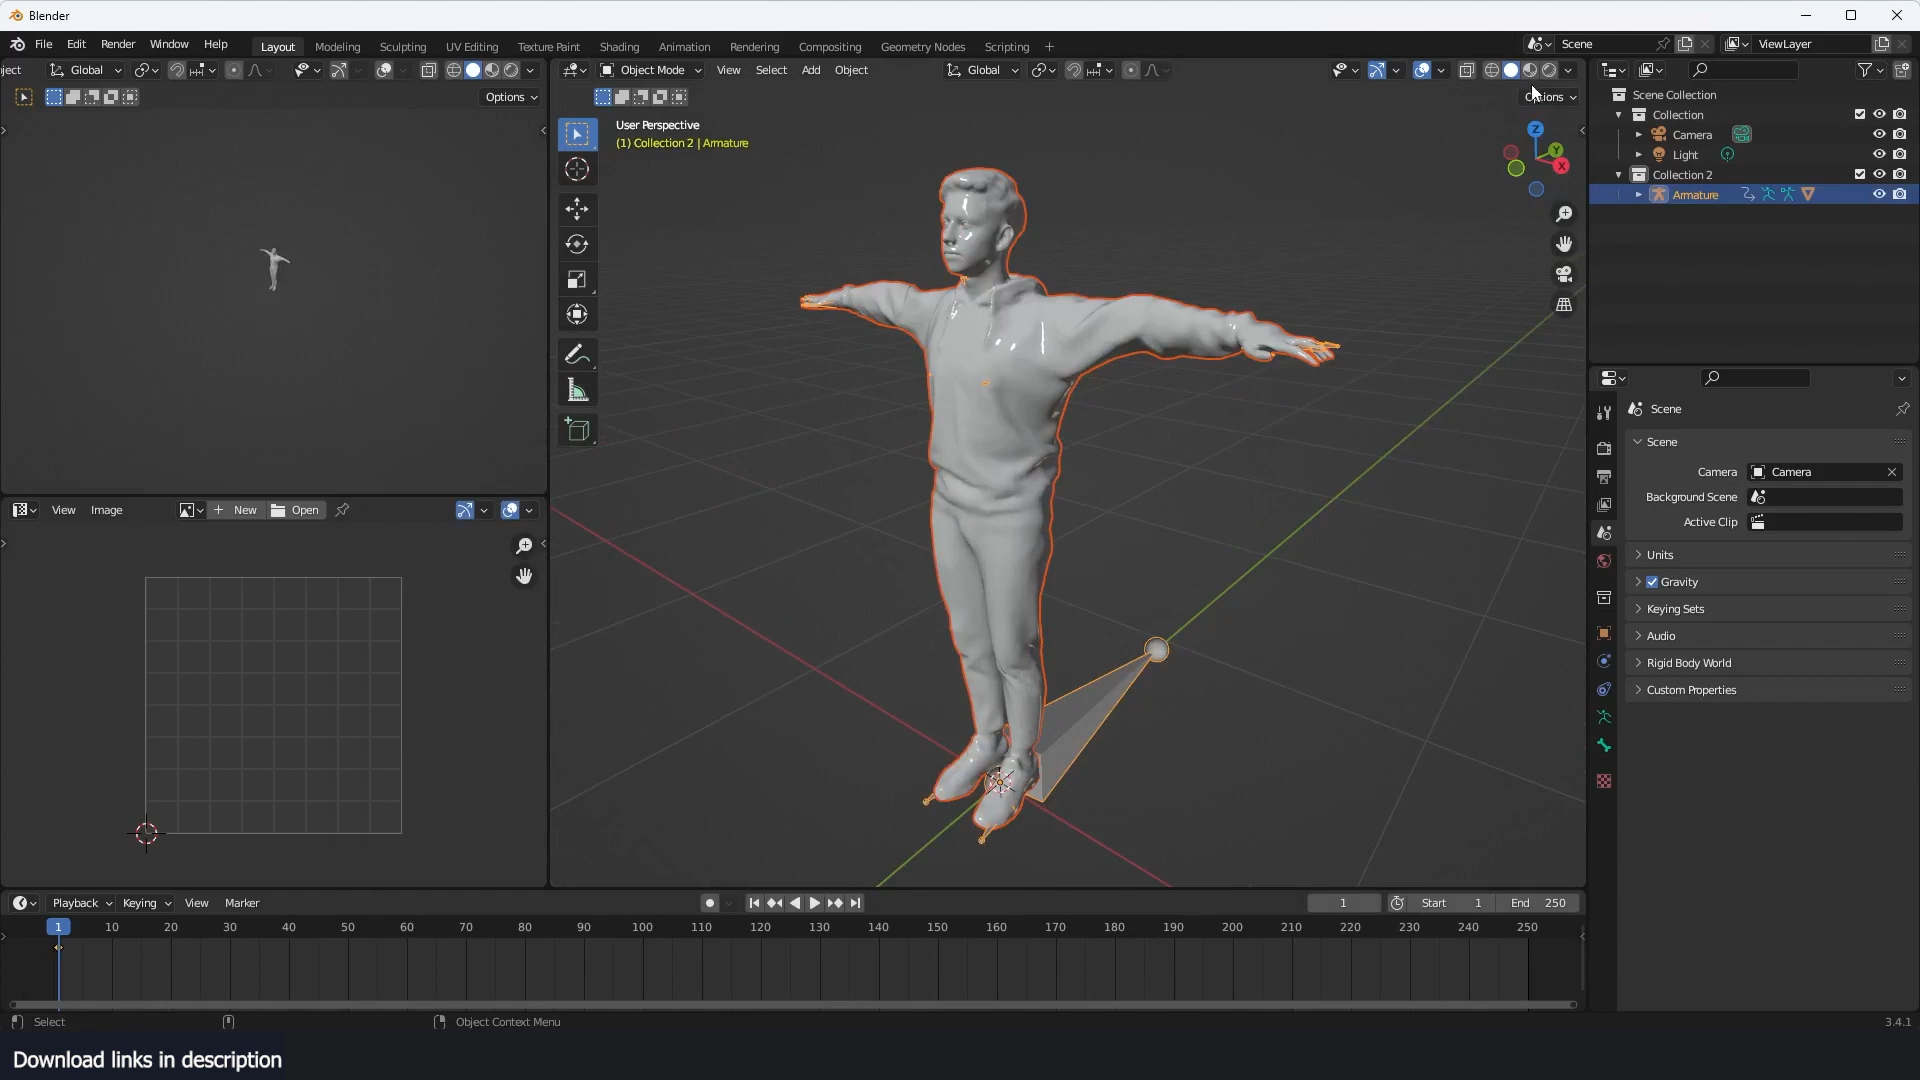 Blender
File Edit Render Window Help Layout Modeling Sculpting UV Editing Texture Paint Shading Animation Rendering Compositing Geometry Nodes Scripting + Scene ViewLayer
ject Global Object Mode View Select Add Object Global
Options Options
User Perspective
(1) Collection 2 | Armature
Z
Y
X
Scene Collection
Collection
Camera
Light
Collection 2
Armature
Scene
Scene
Camera Camera
Background Scene
Active Clip
Units
Gravity
Keying Sets
Audio
Rigid Body World
Custom Properties
View Image New Open
Playback Keying View Marker 1 Start 1 End 250
1 10 20 30 40 50 60 70 80 90 100 110 120 130 140 150 160 170 180 190 200 210 220 230 240 250
Select Object Context Menu 3.4.1
Download links in description